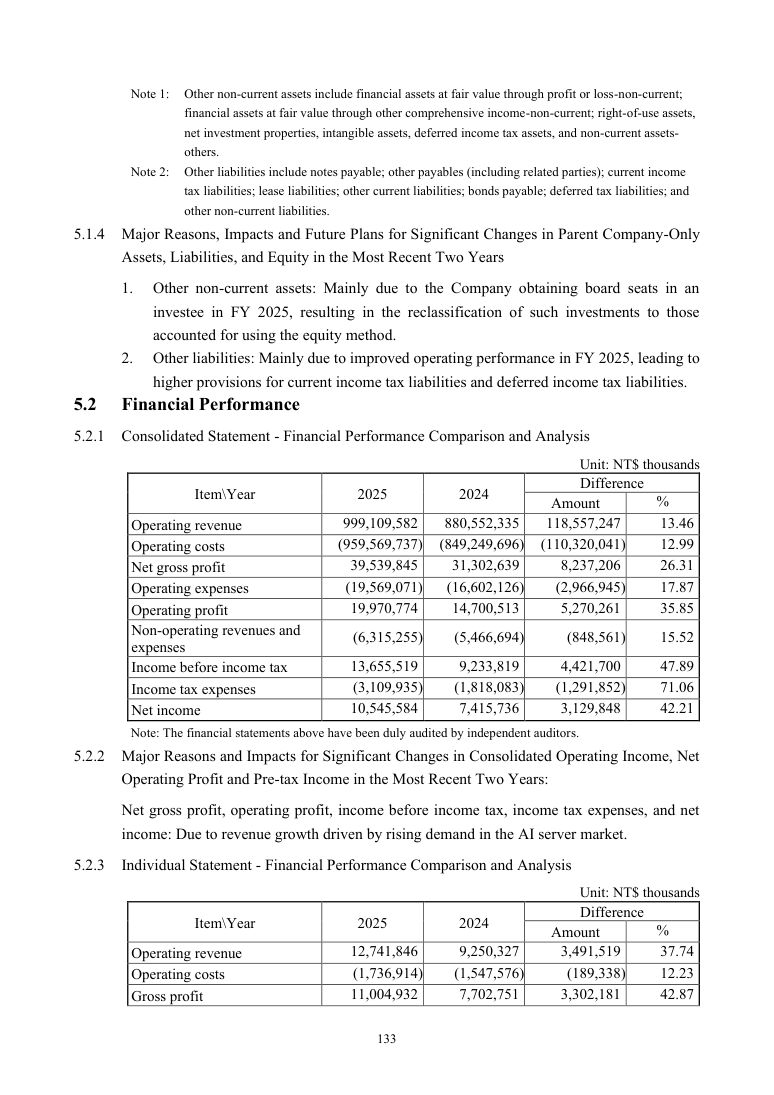 Note 1: Other non-current assets include financial assets at fair value through profit or loss-non-current;
financial assets at fair value through other comprehensive income-non-current; right-of-use assets,
net investment properties, intangible assets, deferred income tax assets, and non-current assets-
others.
Note 2: Other liabilities include notes payable; other payables (including related parties); current income
tax liabilities; lease liabilities; other current liabilities; bonds payable; deferred tax liabilities; and
other non-current liabilities.
5.1.4 Major Reasons, Impacts and Future Plans for Significant Changes in Parent Company-Only
Assets, Liabilities, and Equity in the Most Recent Two Years
1. Other non-current assets: Mainly due to the Company obtaining board seats in an
investee in FY 2025, resulting in the reclassification of such investments to those
accounted for using the equity method.
2. Other liabilities: Mainly due to improved operating performance in FY 2025, leading to
higher provisions for current income tax liabilities and deferred income tax liabilities.
5.2 Financial Performance
5.2.1 Consolidated Statement - Financial Performance Comparison and Analysis
Unit: NT$ thousands
Item\Year 2025 2024 Difference
Amount %
Operating revenue 999,109,582 880,552,335 118,557,247 13.46
Operating costs (959,569,737) (849,249,696) (110,320,041) 12.99
Net gross profit 39,539,845 31,302,639 8,237,206 26.31
Operating expenses (19,569,071) (16,602,126) (2,966,945) 17.87
Operating profit 19,970,774 14,700,513 5,270,261 35.85
Non-operating revenues and
expenses (6,315,255) (5,466,694) (848,561) 15.52
Income before income tax 13,655,519 9,233,819 4,421,700 47.89
Income tax expenses (3,109,935) (1,818,083) (1,291,852) 71.06
Net income 10,545,584 7,415,736 3,129,848 42.21
Note: The financial statements above have been duly audited by independent auditors.
5.2.2 Major Reasons and Impacts for Significant Changes in Consolidated Operating Income, Net
Operating Profit and Pre-tax Income in the Most Recent Two Years:
Net gross profit, operating profit, income before income tax, income tax expenses, and net
income: Due to revenue growth driven by rising demand in the AI server market.
5.2.3 Individual Statement - Financial Performance Comparison and Analysis
Unit: NT$ thousands
Item\Year 2025 2024 Difference
Amount %
Operating revenue 12,741,846 9,250,327 3,491,519 37.74
Operating costs (1,736,914) (1,547,576) (189,338) 12.23
Gross profit 11,004,932 7,702,751 3,302,181 42.87
133